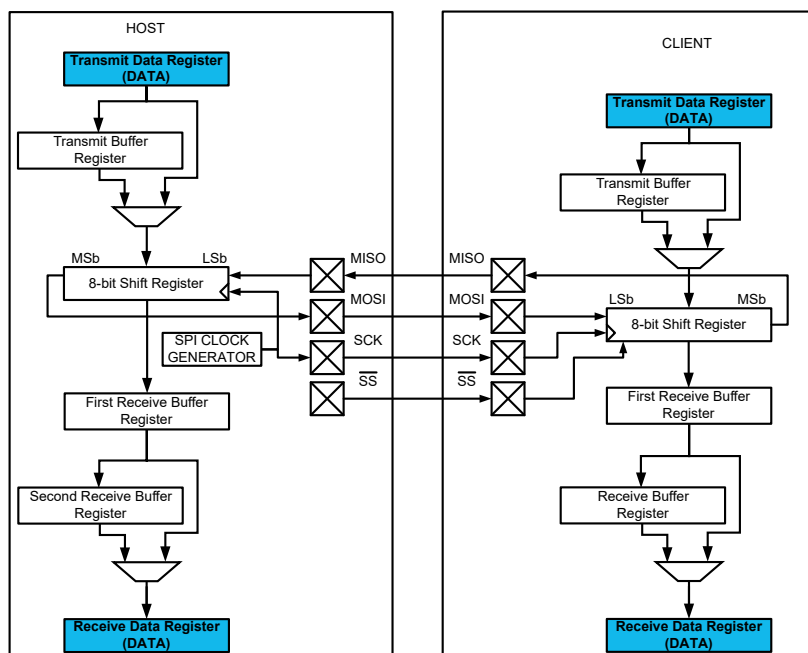 HOST
Transmit Data Register
(DATA)
Transmit Buffer
Register
MSb
LSb
8-bit Shift Register
SPI CLOCK
GENERATOR
First Receive Buffer
Register
Second Receive Buffer
Register
Receive Data Register
(DATA)
MISO
MOSI
SCK
SS
MISO
MOSI
SCK
SS
CLIENT
Transmit Data Register
(DATA)
Transmit Buffer
Register
LSb
MSb
8-bit Shift Register
First Receive Buffer
Register
Receive Buffer
Register
Receive Data Register
(DATA)